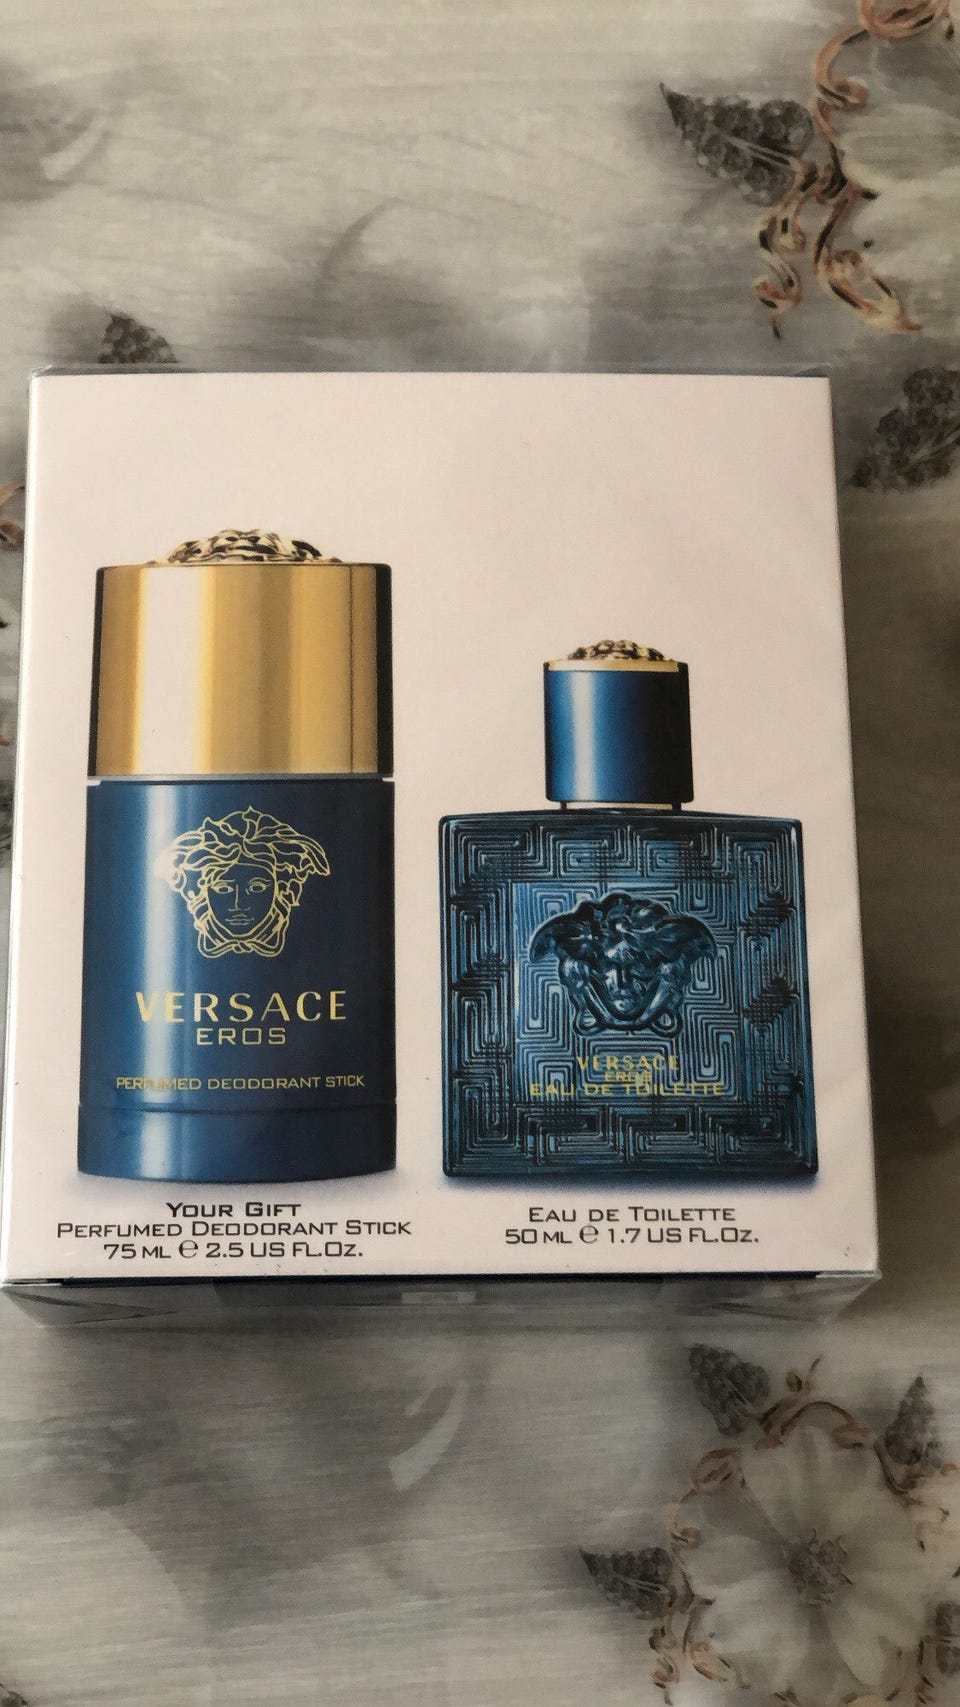 VERSACE
EROS
PERFUMED DEODORANT STICK
VERSACE
EROS
EAU DE TOILETTE
YOUR GIFT
PERFUMED DEODORANT STICK
75 ML e 2.5 US FL.OZ.
EAU DE TOILETTE
50 ML e 1.7 US FL.OZ.